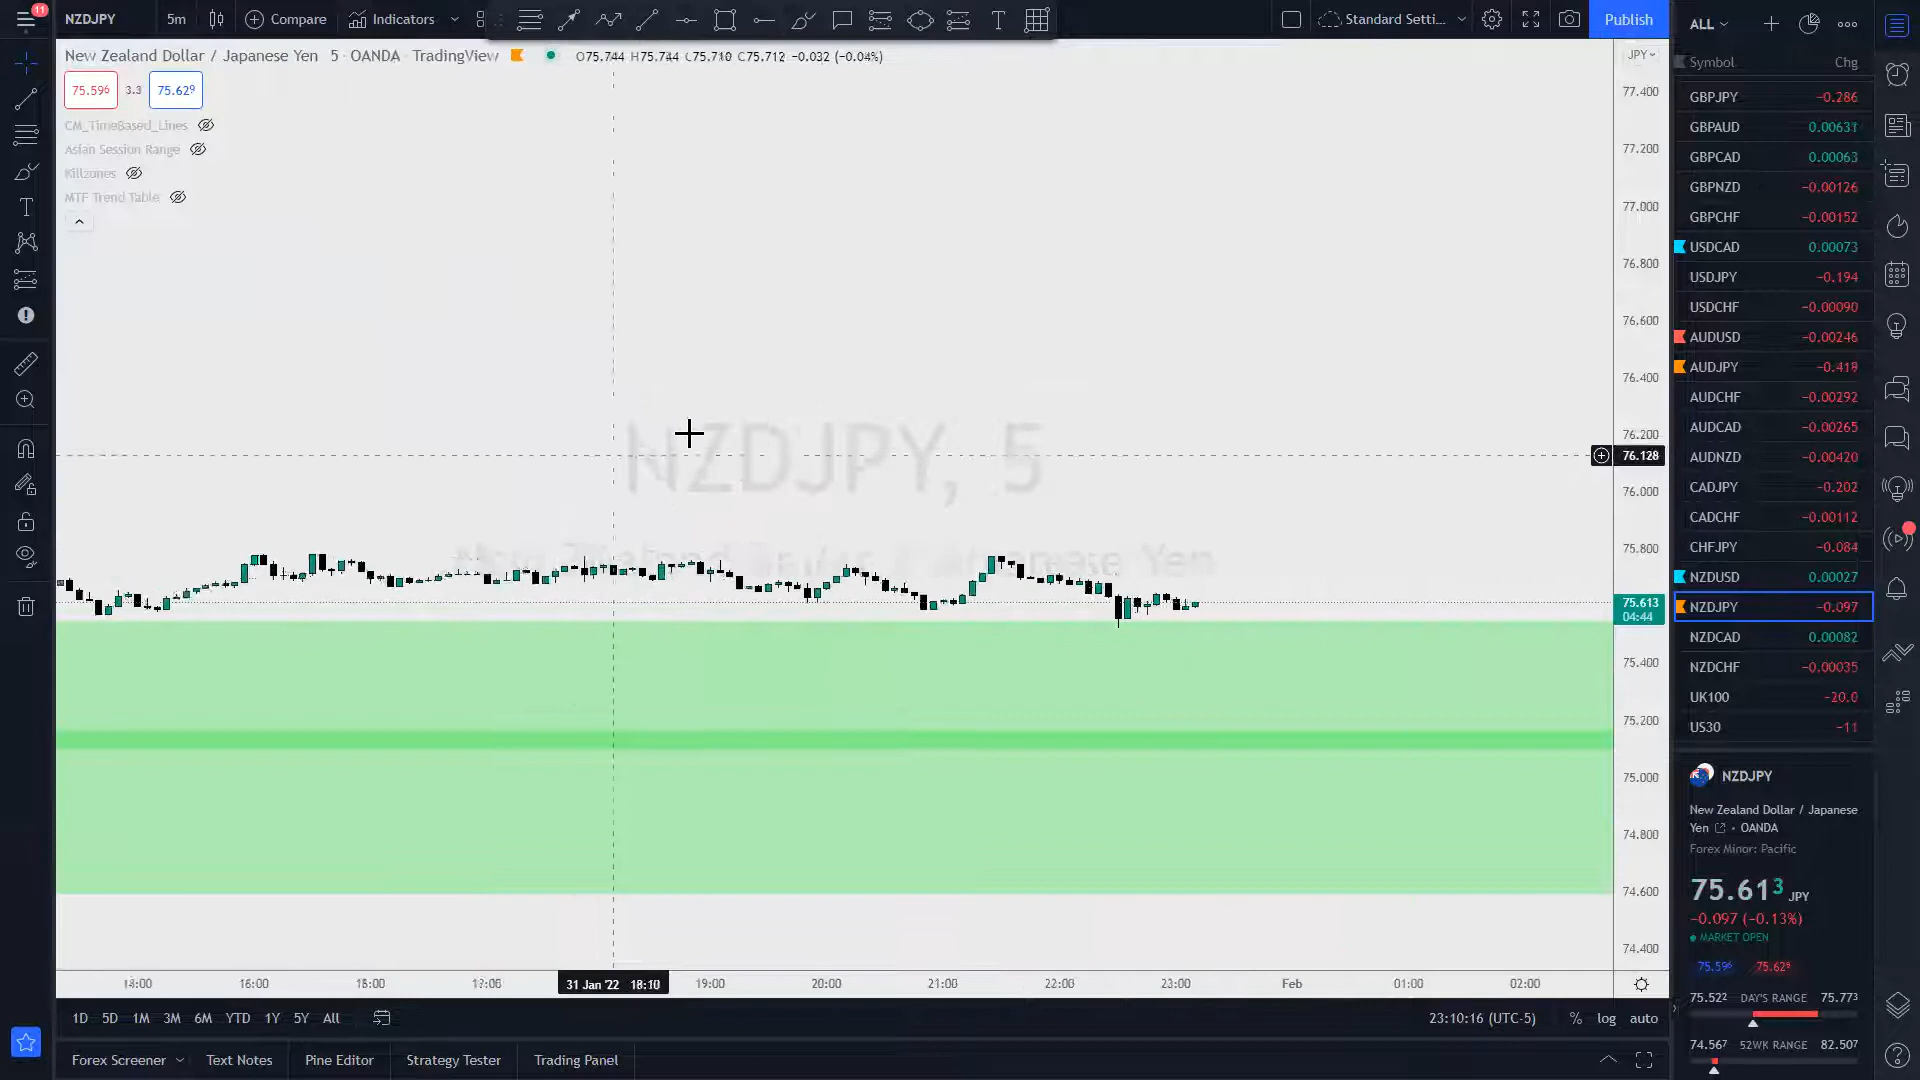 11
NZDJPY
5m
Compare
Indicators
Standard Setti...
Publish
New Zealand Dollar / Japanese Yen 5 · OANDA TradingView
O75.744 H75.744 C75.712 −0.032 (−0.04%)
75.596 3.3 75.629
CM_TimeBased_Lines
Asian Session Range
Killzones
MTF Trend Table
NZDJPY, 5
JPY
77.400
77.200
77.000
76.800
76.600
76.400
76.200
76.128
76.000
75.800
75.613
04:44
75.400
75.200
75.000
74.800
74.600
74.400
16:00
18:00
31 Jan '22 18:10
19:00
20:00
21:00
22:00
23:00
Feb
01:00
02:00
1D 5D 1M 3M 6M YTD 1Y 5Y All
23:10:16 (UTC-5)
% log auto
Forex Screener
Text Notes
Pine Editor
Strategy Tester
Trading Panel
ALL
Symbol Chg
GBPJPY −0.286
GBPAUD 0.00631
GBPCAD 0.00063
GBPNZD −0.00126
GBPCHF −0.00152
USDCAD 0.00073
USDJPY −0.194
USDCHF −0.00090
AUDUSD −0.00246
AUDJPY −0.419
AUDCHF −0.00292
AUDCAD −0.00265
AUDNZD −0.00420
CADJPY −0.202
CADCHF −0.00112
CHFJPY −0.084
NZDUSD 0.00027
NZDJPY −0.097
NZDCAD 0.00082
NZDCHF −0.00035
UK100 −20.0
US30 −11
NZDJPY
New Zealand Dollar / Japanese
Yen • OANDA
Forex Minor: Pacific
75.613 JPY
−0.097 (−0.13%)
MARKET OPEN
75.596 75.629
75.522 DAY'S RANGE 75.773
74.567 52WK RANGE 82.507